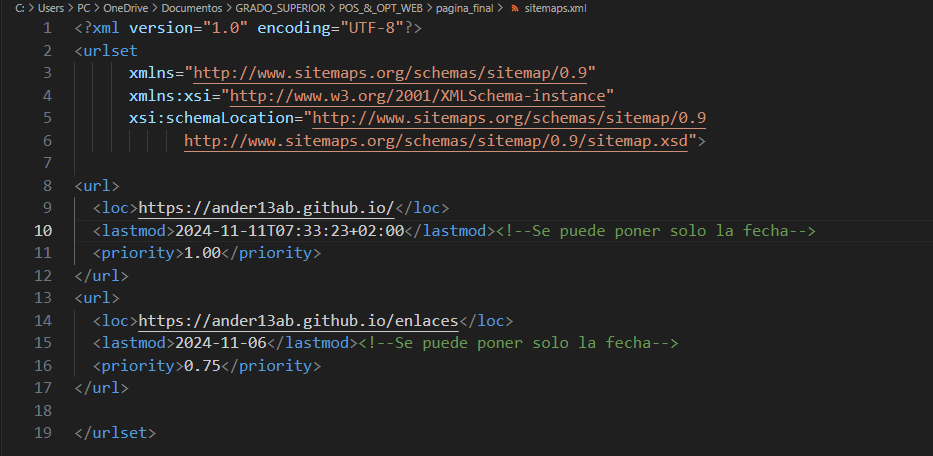 C: > Users > PC > OneDrive > Documentos > GRADO_SUPERIOR > POS_&_OPT_WEB > pagina_final > sitemaps.xml
1 <?xml version="1.0" encoding="UTF-8"?>
2 <urlset
3 xmlns="http://www.sitemaps.org/schemas/sitemap/0.9"
4 xmlns:xsi="http://www.w3.org/2001/XMLSchema-instance"
5 xsi:schemaLocation="http://www.sitemaps.org/schemas/sitemap/0.9
6 http://www.sitemaps.org/schemas/sitemap/0.9/sitemap.xsd">
7
8 <url>
9 <loc>https://ander13ab.github.io/</loc>
10 <lastmod>2024-11-11T07:33:23+02:00</lastmod><!--Se puede poner solo la fecha-->
11 <priority>1.00</priority>
12 </url>
13 <url>
14 <loc>https://ander13ab.github.io/enlaces</loc>
15 <lastmod>2024-11-06</lastmod><!--Se puede poner solo la fecha-->
16 <priority>0.75</priority>
17 </url>
18
19 </urlset>